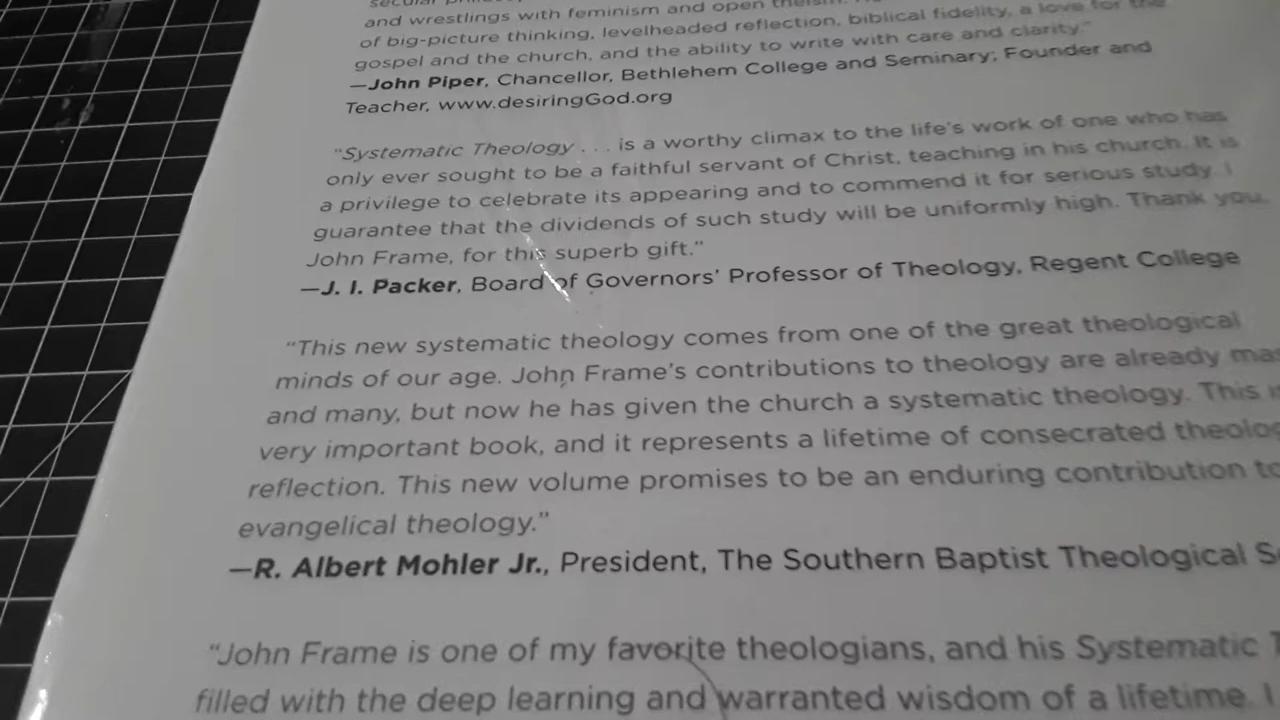 and wrestlings with feminism and open theism.
of big-picture thinking, levelheaded reflection, biblical fidelity, a love for the
gospel and the church, and the ability to write with care and clarity.”
—John Piper, Chancellor, Bethlehem College and Seminary; Founder and
Teacher, www.desiringGod.org
“Systematic Theology . . . is a worthy climax to the life’s work of one who has
only ever sought to be a faithful servant of Christ, teaching in his church. It is
a privilege to celebrate its appearing and to commend it for serious study. I
guarantee that the dividends of such study will be uniformly high. Thank you,
John Frame, for this superb gift.”
—J. I. Packer, Board of Governors’ Professor of Theology, Regent College
“This new systematic theology comes from one of the great theological
minds of our age. John Frame’s contributions to theology are already
and many, but now he has given the church a systematic theology. This
very important book, and it represents a lifetime of consecrated
reflection. This new volume promises to be an enduring contribution to
evangelical theology.”
—R. Albert Mohler Jr., President, The Southern Baptist Theological
“John Frame is one of my favorite theologians, and his Systematic
filled with the deep learning and warranted wisdom of a lifetime. I